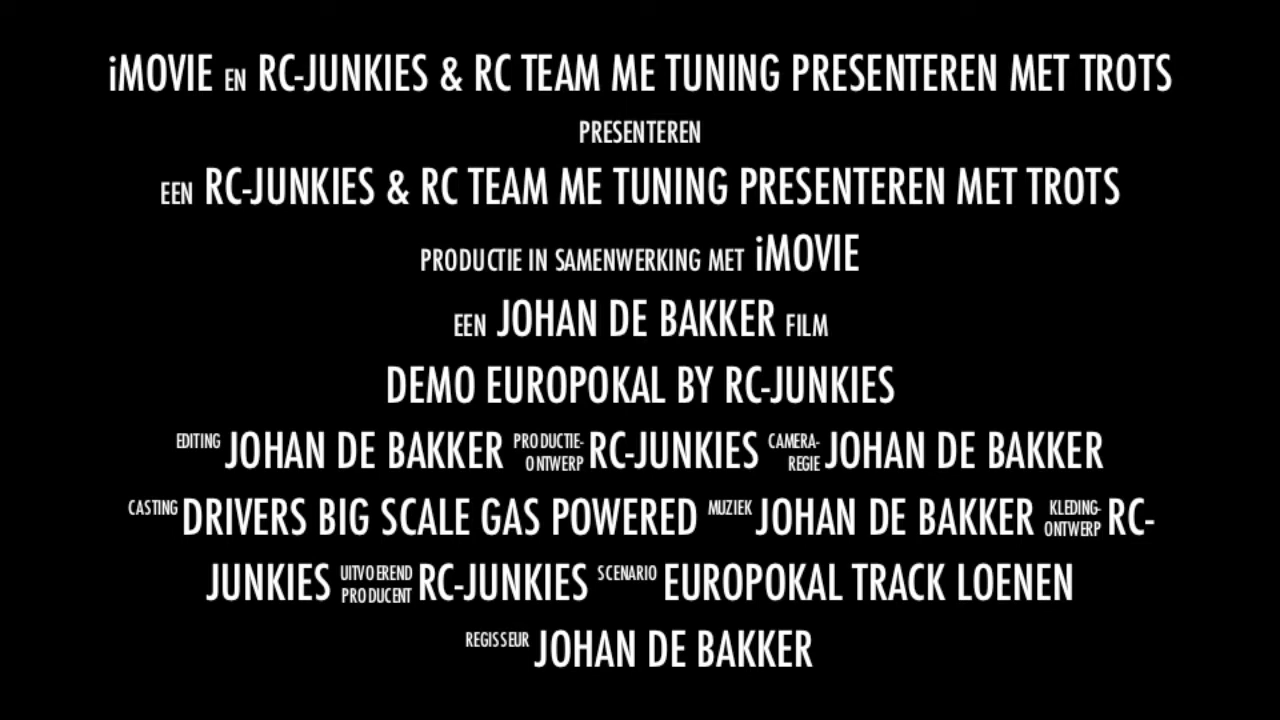 iMOVIE EN RC-JUNKIES & RC TEAM ME TUNING PRESENTEREN MET TROTS
PRESENTEREN
EEN RC-JUNKIES & RC TEAM ME TUNING PRESENTEREN MET TROTS
PRODUCTIE IN SAMENWERKING MET iMOVIE
EEN JOHAN DE BAKKER FILM
DEMO EUROPOKAL BY RC-JUNKIES
EDITING JOHAN DE BAKKER PRODUCTIE-ONTWERP RC-JUNKIES CAMERA-REGIE JOHAN DE BAKKER
CASTING DRIVERS BIG SCALE GAS POWERED MUZIEK JOHAN DE BAKKER KLEDING-ONTWERP RC-
JUNKIES UITVOEREND PRODUCENT RC-JUNKIES SCENARIO EUROPOKAL TRACK LOENEN
REGISSEUR JOHAN DE BAKKER